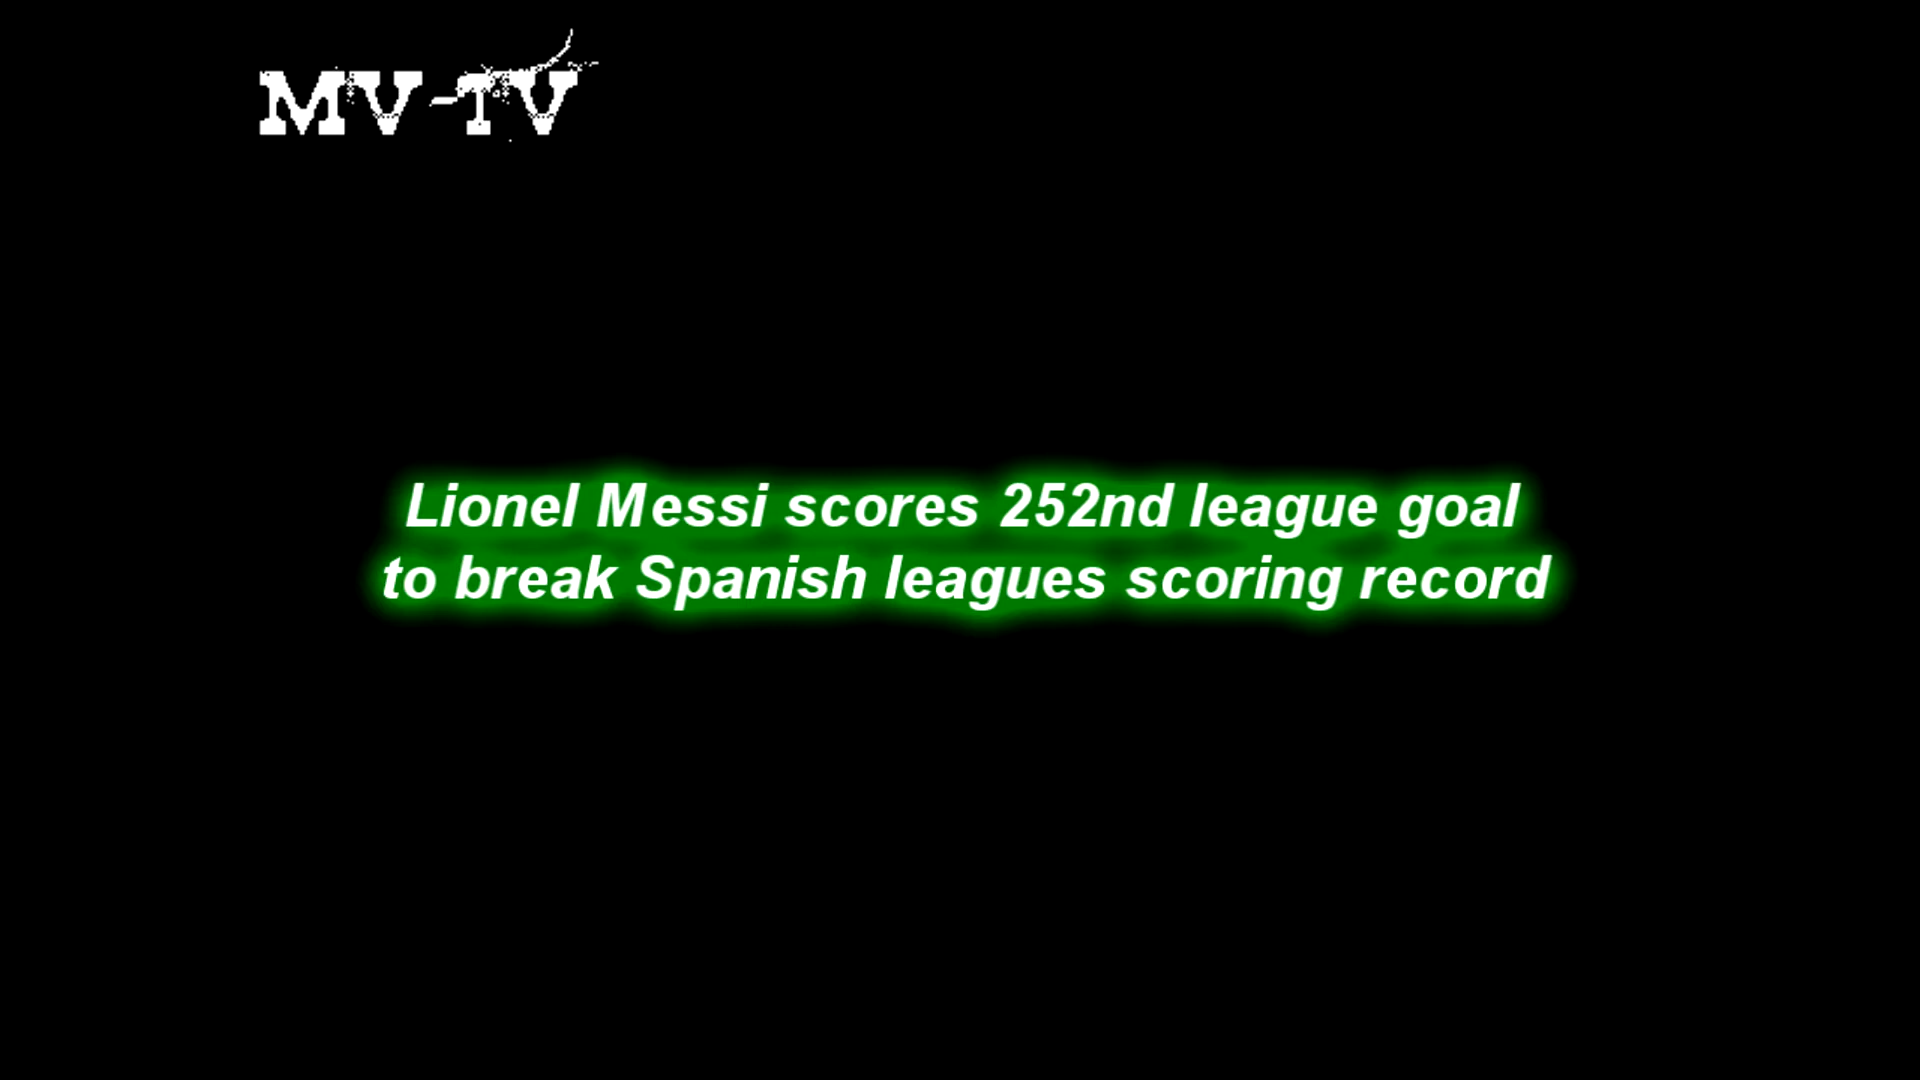 MV-TV
Lionel Messi scores 252nd league goal
to break Spanish leagues scoring record